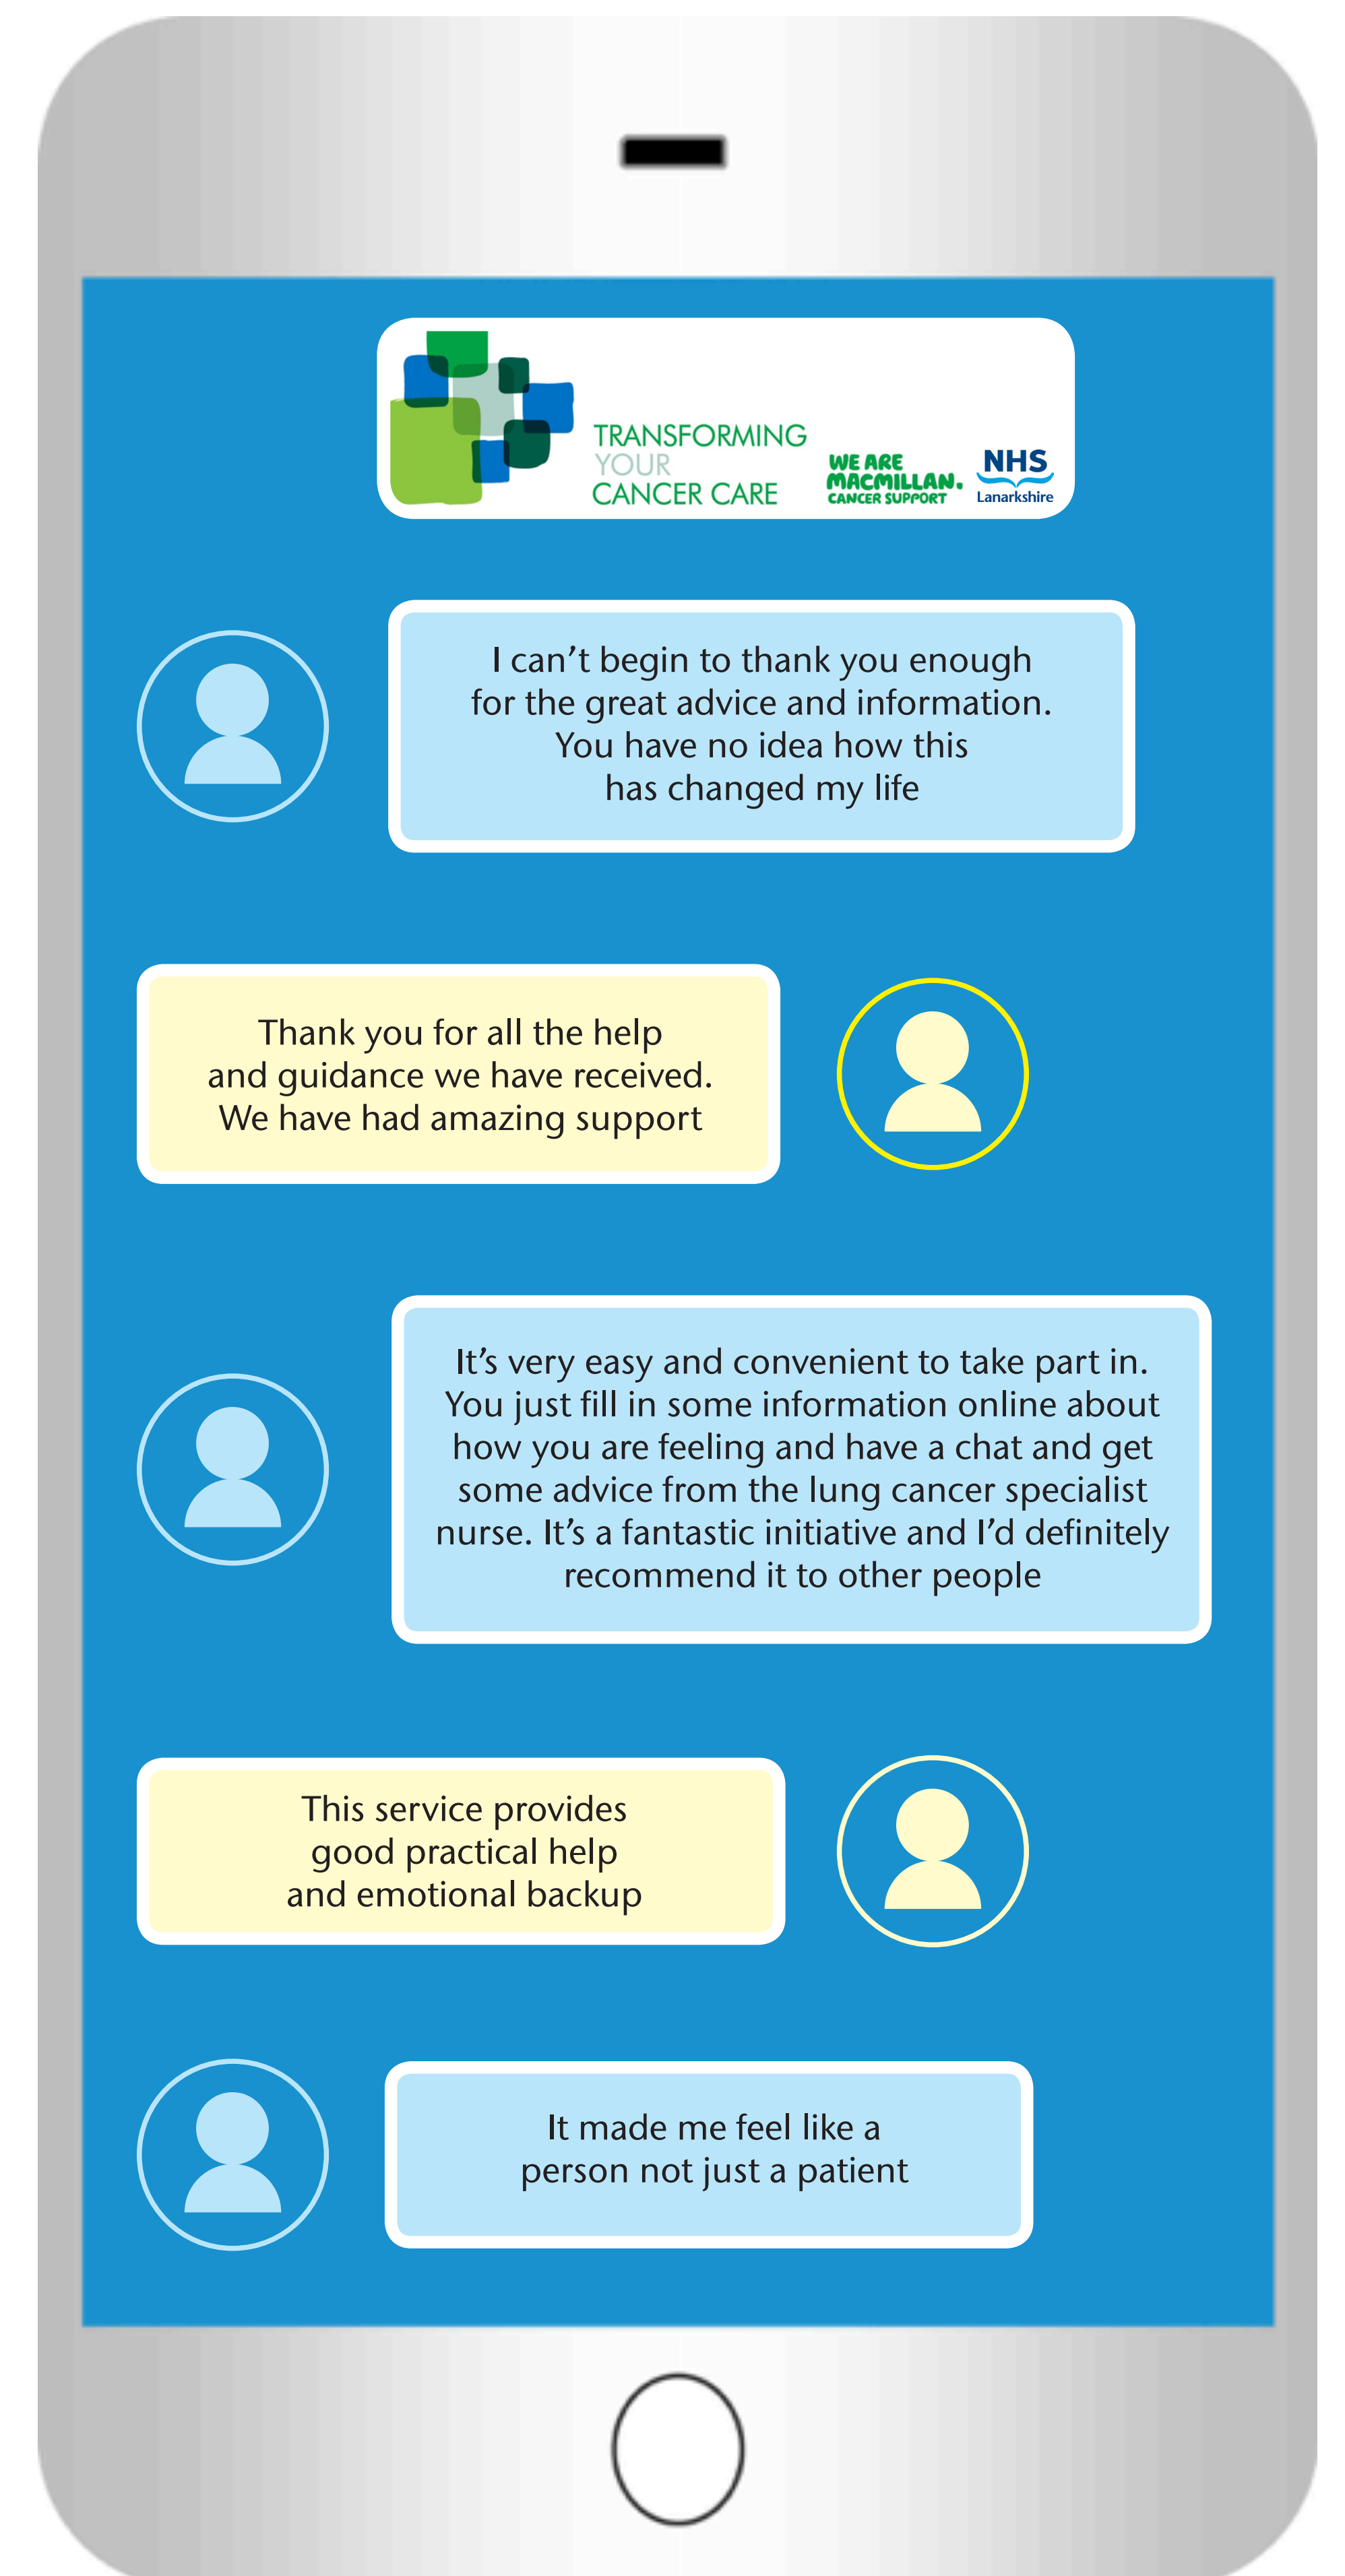 TRANSFORMING
YOUR
CANCER CARE
WE ARE
MACMILLAN.
CANCER SUPPORT
NHS
Lanarkshire
I can’t begin to thank you enough
for the great advice and information.
You have no idea how this
has changed my life
Thank you for all the help
and guidance we have received.
We have had amazing support
It’s very easy and convenient to take part in.
You just fill in some information online about
how you are feeling and have a chat and get
some advice from the lung cancer specialist
nurse. It’s a fantastic initiative and I’d definitely
recommend it to other people
This service provides
good practical help
and emotional backup
It made me feel like a
person not just a patient